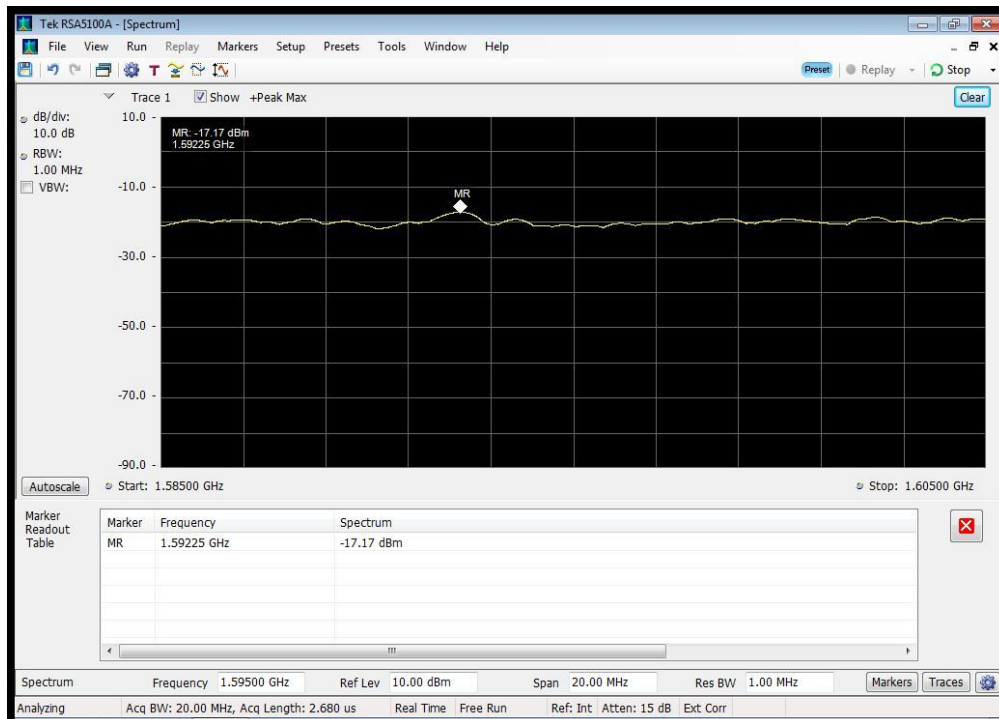 Tek RSA5100A - [Spectrum]
File View Run Replay Markers Setup Presets Tools Window Help
T Preset Replay Stop
Trace 1 Show +Peak Max Clear
dB/div:
10.0 dB
RBW:
1.00 MHz
VBW:
10.0 -
-10.0 -
-30.0 -
-50.0 -
-70.0 -
-90.0 -
MR: -17.17 dBm
1.59225 GHz
MR
Autoscale Start: 1.58500 GHz Stop: 1.60500 GHz
Marker
Readout
Table
Marker Frequency Spectrum
MR 1.59225 GHz -17.17 dBm
Spectrum Frequency 1.59500 GHz Ref Lev 10.00 dBm Span 20.00 MHz Res BW 1.00 MHz Markers Traces
Analyzing Acq BW: 20.00 MHz, Acq Length: 2.680 us Real Time Free Run Ref: Int Atten: 15 dB Ext Corr